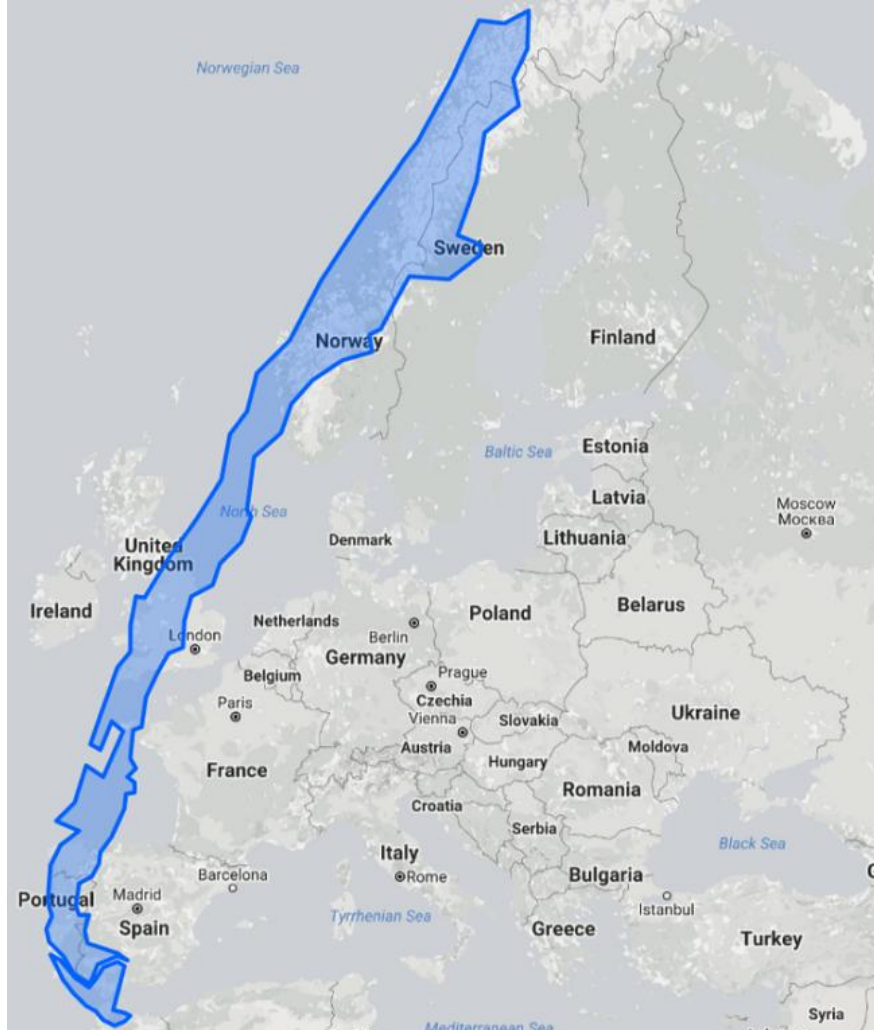 Norwegian Sea
Sweden
Norway
Finland
Baltic Sea
Estonia
North Sea
Latvia
Moscow
Москва
Denmark
Lithuania
United
Kingdom
Ireland
Belarus
Netherlands
Poland
London
Berlin
Germany
Belgium
Prague
Czechia
Paris
Vienna
Slovakia
Ukraine
Austria
Moldova
France
Hungary
Romania
Croatia
Serbia
Black Sea
Italy
Barcelona
Rome
Bulgaria
Portugal
Madrid
Istanbul
Tyrrhenian Sea
Spain
Greece
Turkey
Syria
Mediterranean Sea